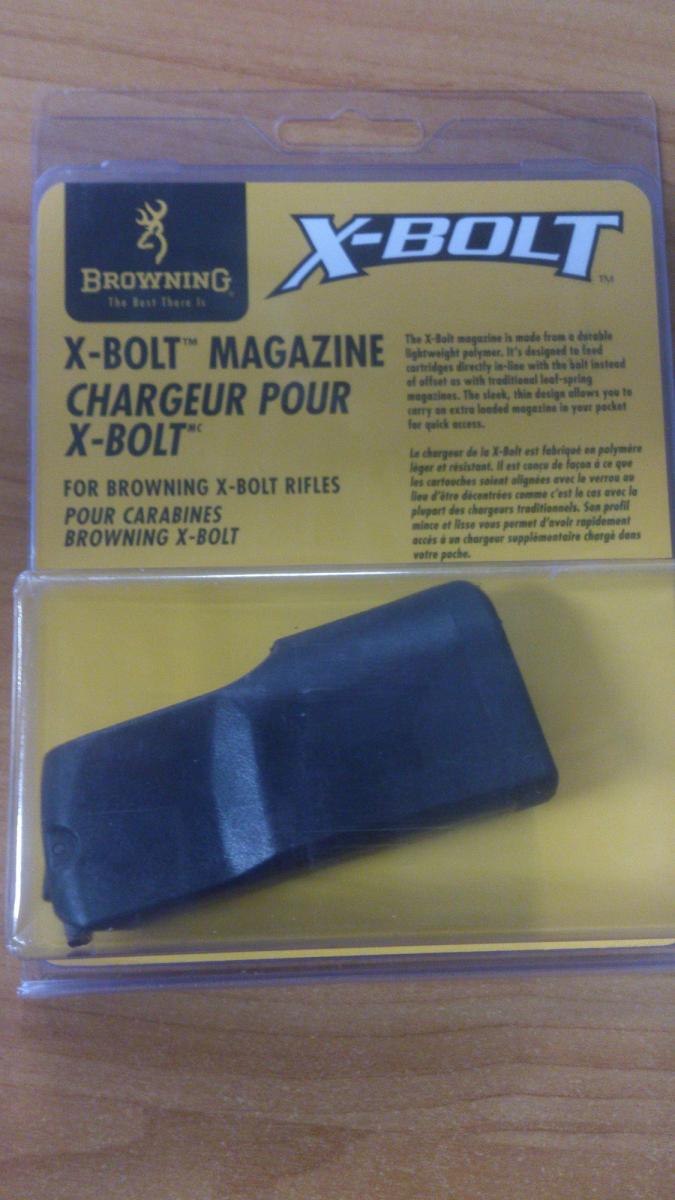 BROWNING
The Best There Is
X-BOLT™
X-BOLT™ MAGAZINE
CHARGEUR POUR
X-BOLT MC
FOR BROWNING X-BOLT RIFLES
POUR CARABINES
BROWNING X-BOLT
The X-Bolt magazine is made from a durable
lightweight polymer. It's designed to feed
cartridges directly in-line with the bolt instead
of offset as with traditional leaf-spring
magazines. The sleek, thin design allows you to
carry an extra loaded magazine in your pocket
for quick access.
Le chargeur de la X-Bolt est fabriqué en polymère
léger et résistant. Il est conçu de façon à ce que
les cartouches soient alignées avec le verrou au
lieu d'être décentrées comme c'est le cas avec la
plupart des chargeurs traditionnels. Son profil
mince et lisse vous permet d'avoir rapidement
accès à un chargeur supplémentaire chargé dans
votre poche.